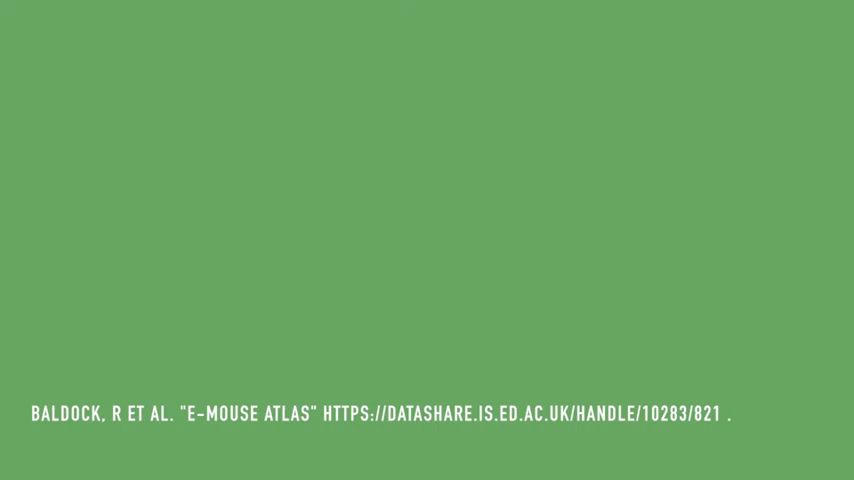 BALDOCK, R ET AL. "E-MOUSE ATLAS" HTTPS://DATASHARE.IS.ED.AC.UK/HANDLE/10283/821 .